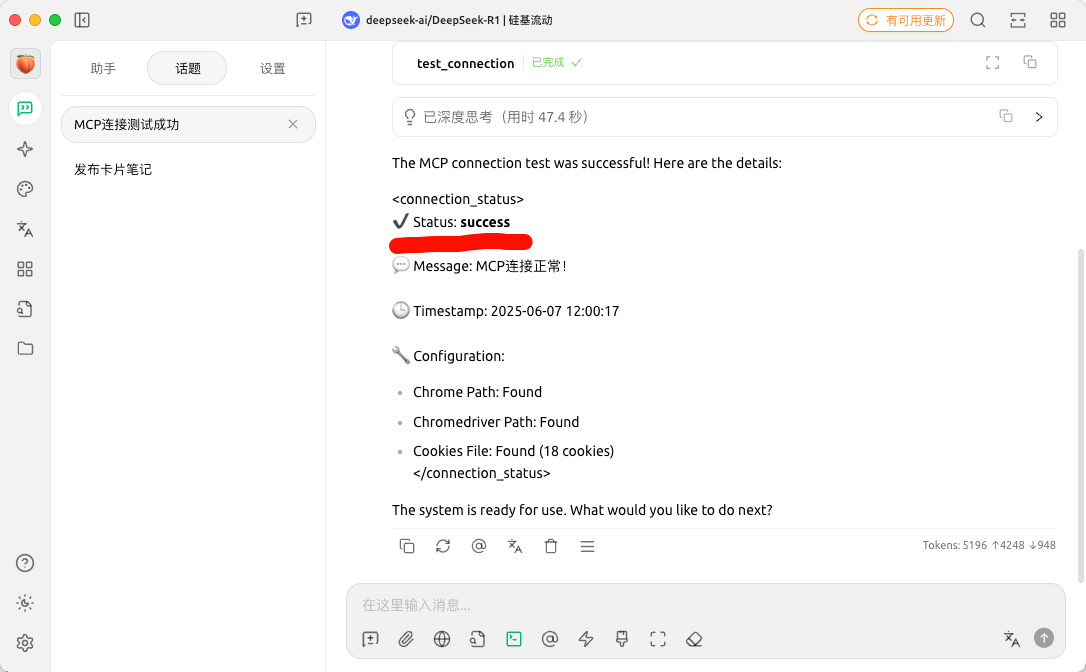 deepseek-ai/DeepSeek-R1 | 硅基流动
有可用更新
助手
话题
设置
MCP连接测试成功
发布卡片笔记
test_connection
已完成
已深度思考（用时 47.4 秒）
The MCP connection test was successful! Here are the details:
<connection_status>
✔️ Status: success
💬 Message: MCP连接正常！
🕒 Timestamp: 2025-06-07 12:00:17
🔧 Configuration:
Chrome Path: Found
Chromedriver Path: Found
Cookies File: Found (18 cookies)
</connection_status>
The system is ready for use. What would you like to do next?
Tokens: 5196 ↑4248 ↓948
在这里输入消息...